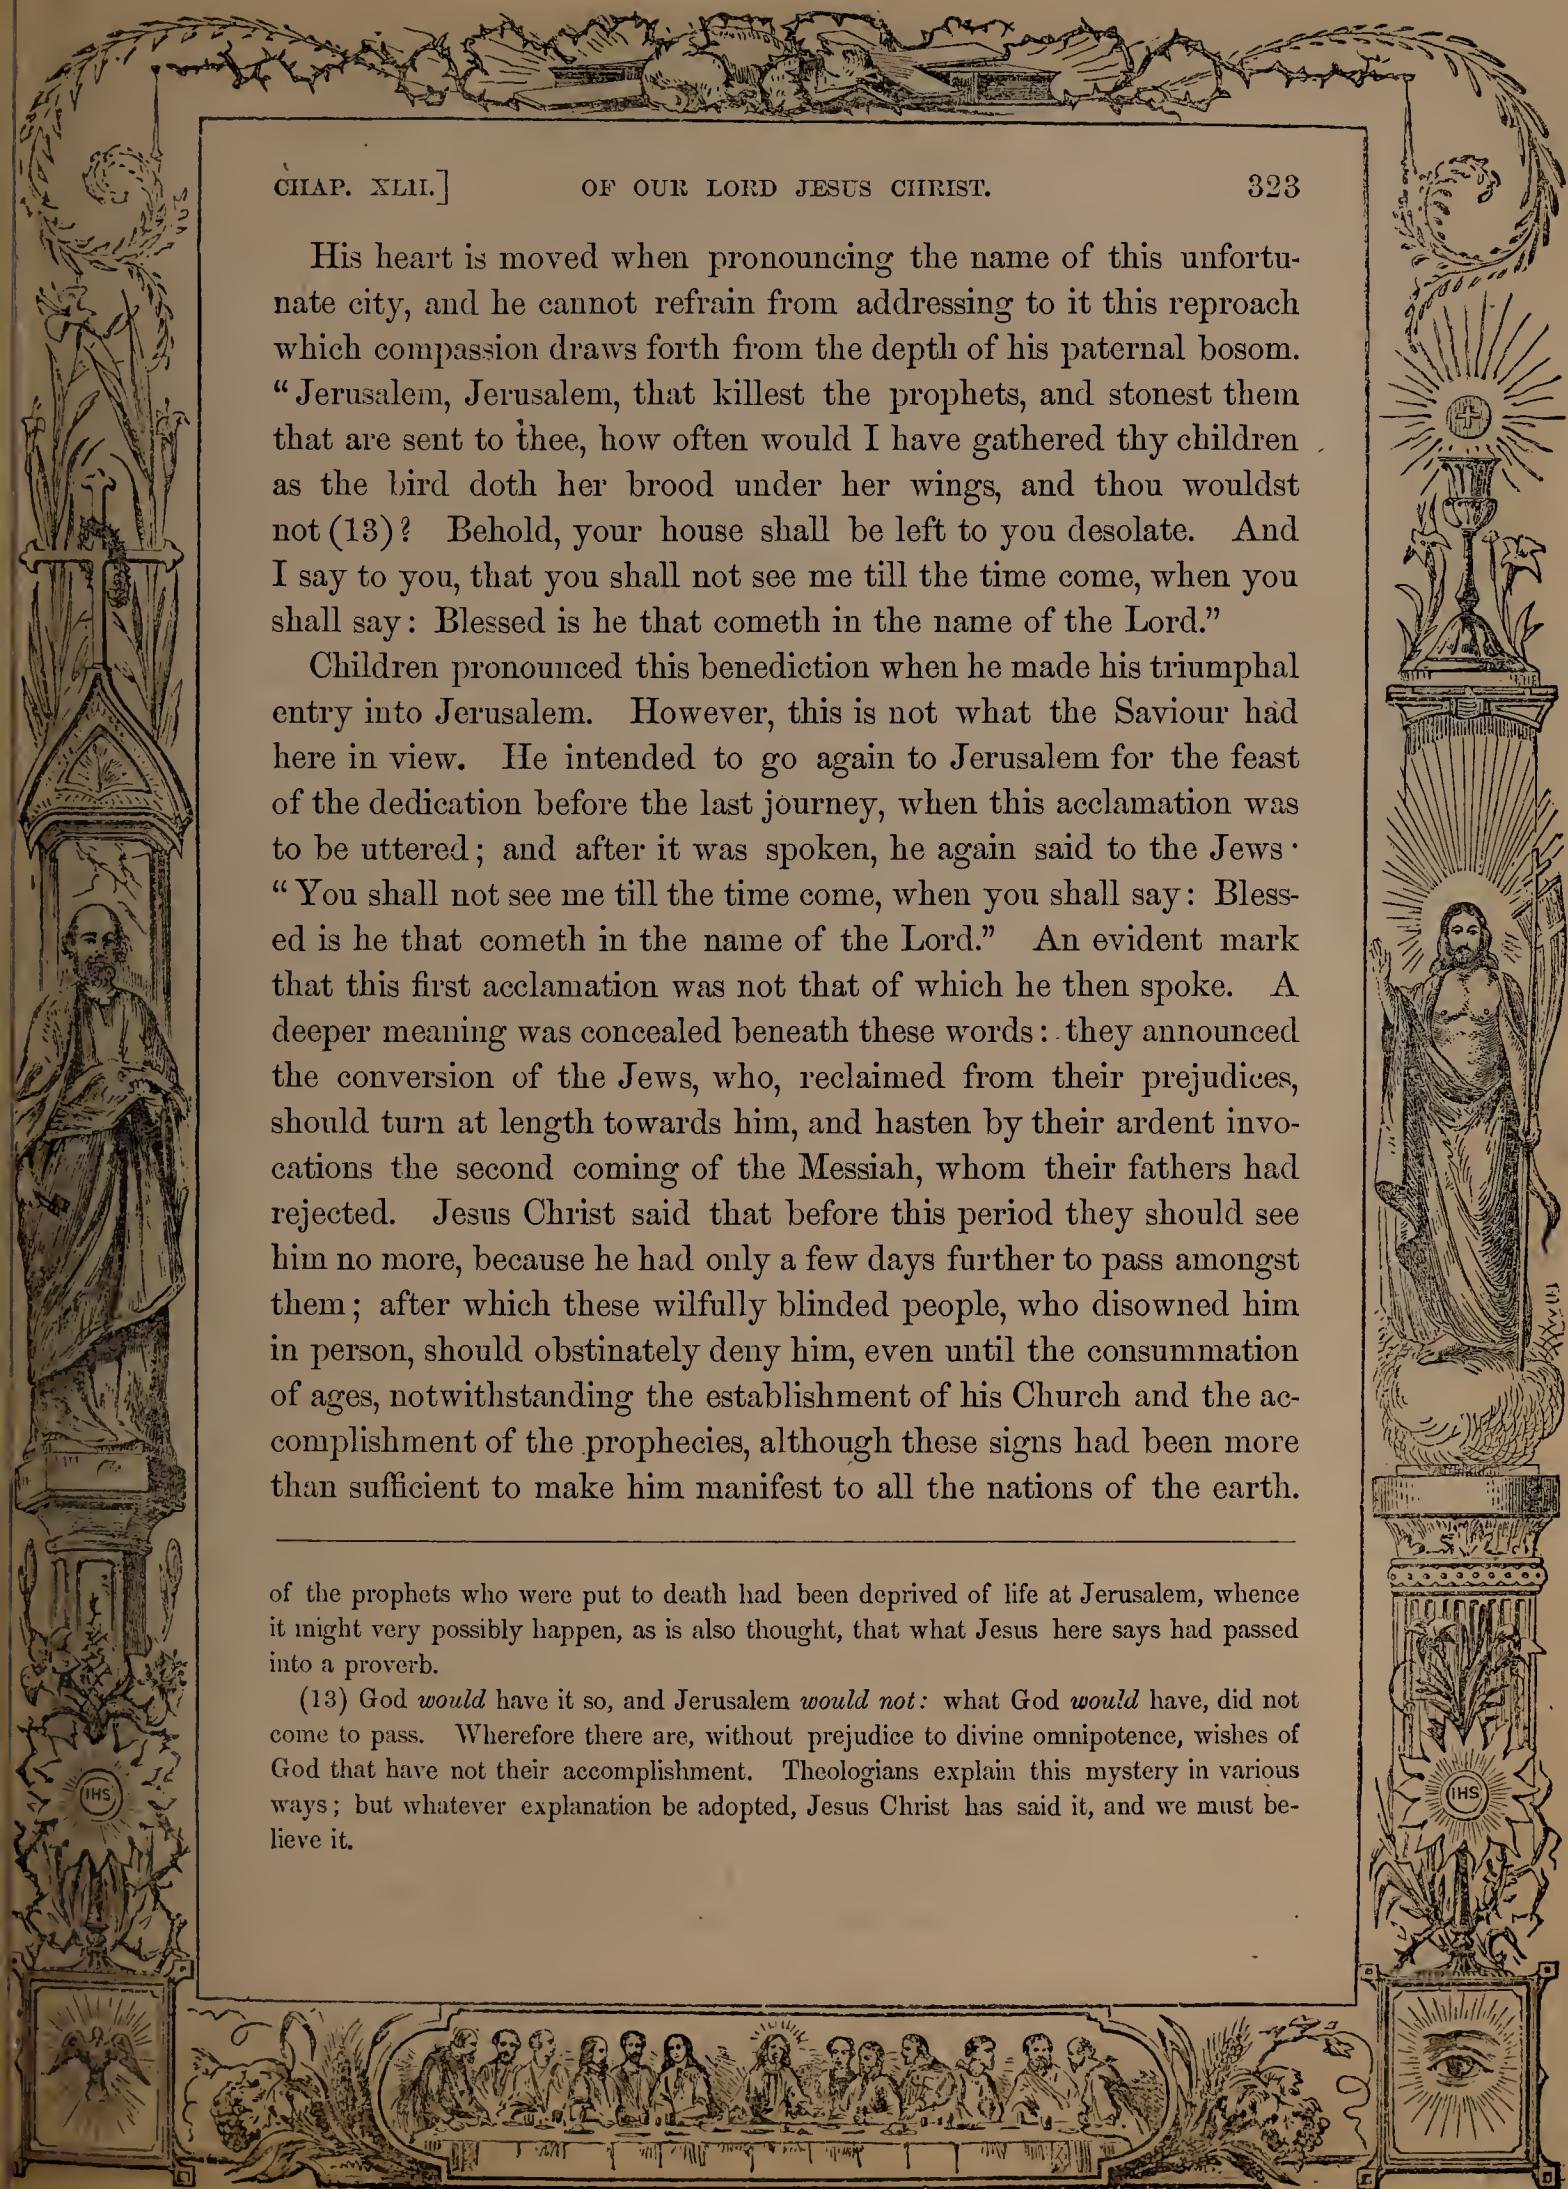 CHAP. XLII.] OF OUR LORD JESUS CHRIST. 323
His heart is moved when pronouncing the name of this unfortu-
nate city, and he cannot refrain from addressing to it this reproach
which compassion draws forth from the depth of his paternal bosom.
“Jerusalem, Jerusalem, that killest the prophets, and stonest them
that are sent to thee, how often would I have gathered thy children
as the bird doth her brood under her wings, and thou wouldst
not (13)? Behold, your house shall be left to you desolate. And
I say to you, that you shall not see me till the time come, when you
shall say: Blessed is he that cometh in the name of the Lord.”
Children pronounced this benediction when he made his triumphal
entry into Jerusalem. However, this is not what the Saviour had
here in view. He intended to go again to Jerusalem for the feast
of the dedication before the last journey, when this acclamation was
to be uttered; and after it was spoken, he again said to the Jews·
“You shall not see me till the time come, when you shall say: Bless-
ed is he that cometh in the name of the Lord.” An evident mark
that this first acclamation was not that of which he then spoke. A
deeper meaning was concealed beneath these words: they announced
the conversion of the Jews, who, reclaimed from their prejudices,
should turn at length towards him, and hasten by their ardent invo-
cations the second coming of the Messiah, whom their fathers had
rejected. Jesus Christ said that before this period they should see
him no more, because he had only a few days further to pass amongst
them; after which these wilfully blinded people, who disowned him
in person, should obstinately deny him, even until the consummation
of ages, notwithstanding the establishment of his Church and the ac-
complishment of the prophecies, although these signs had been more
than sufficient to make him manifest to all the nations of the earth.
of the prophets who were put to death had been deprived of life at Jerusalem, whence
it might very possibly happen, as is also thought, that what Jesus here says had passed
into a proverb.
(13) God would have it so, and Jerusalem would not: what God would have, did not
come to pass. Wherefore there are, without prejudice to divine omnipotence, wishes of
God that have not their accomplishment. Theologians explain this mystery in various
ways; but whatever explanation be adopted, Jesus Christ has said it, and we must be-
lieve it.
IHS
IHS